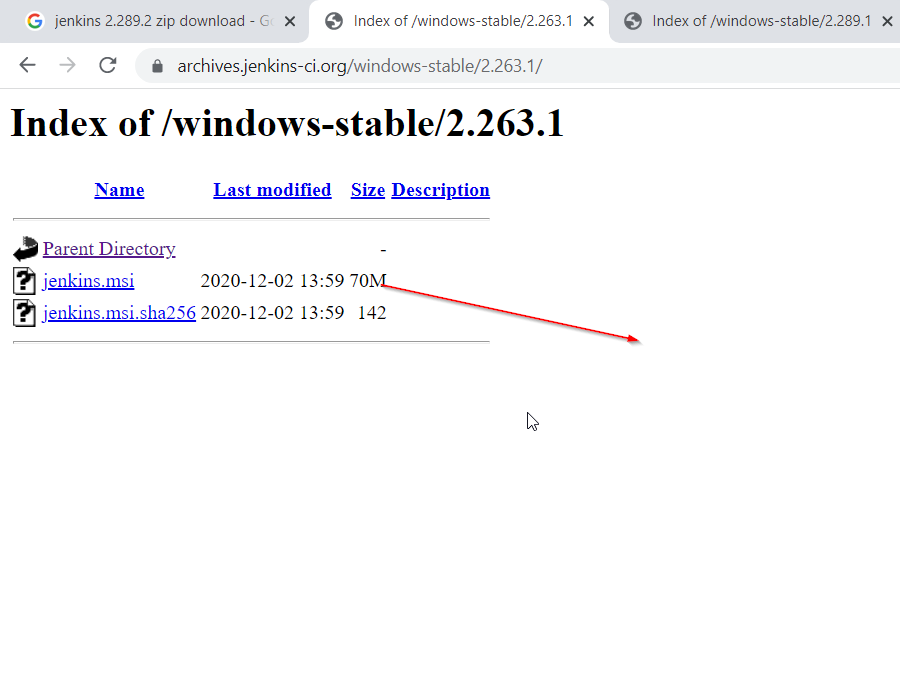 jenkins 2.289.2 zip download - Go
Index of /windows-stable/2.263.1
Index of /windows-stable/2.289.1
archives.jenkins-ci.org/windows-stable/2.263.1/
Index of /windows-stable/2.263.1
Name Last modified Size Description
Parent Directory -
jenkins.msi 2020-12-02 13:59 70M
jenkins.msi.sha256 2020-12-02 13:59 142